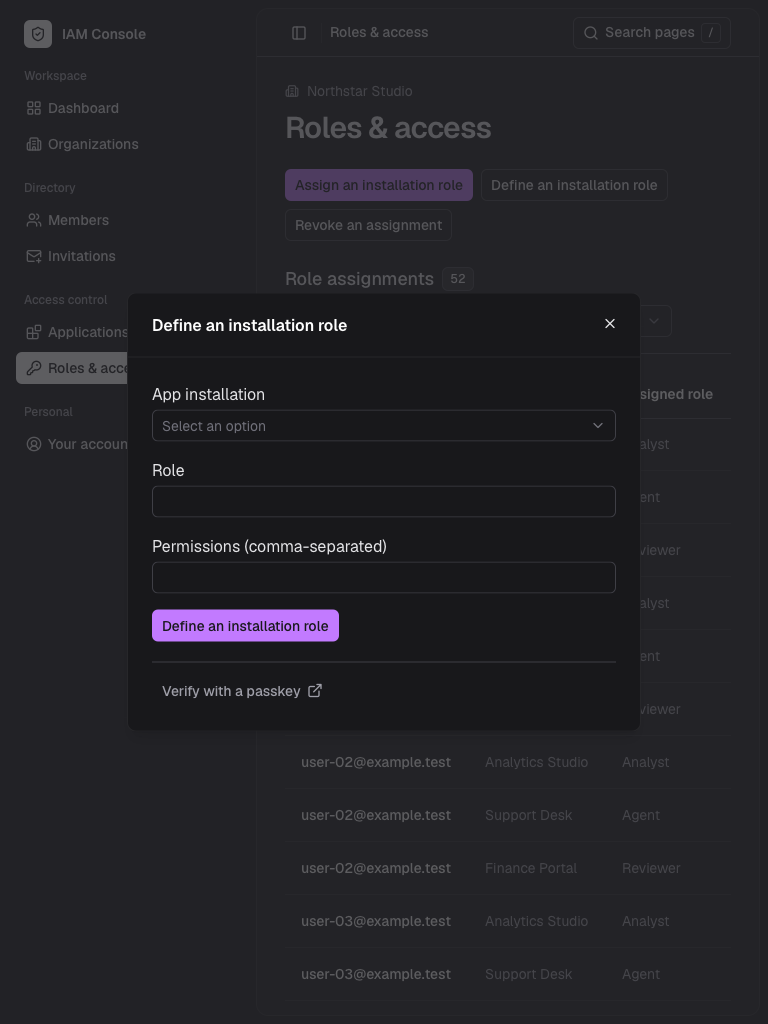 IAM Console
Workspace
Dashboard
Organizations
Directory
Members
Invitations
Access control
Applications
Roles & acce
Personal
Your accoun
Roles & access
Search pages /
Northstar Studio
Roles & access
Assign an installation role
Define an installation role
Revoke an assignment
Role assignments 52
signed role
Define an installation role
App installation
Select an option
Role
Permissions (comma-separated)
Define an installation role
Verify with a passkey
alyst
ent
viewer
alyst
ent
viewer
user-02@example.test Analytics Studio Analyst
user-02@example.test Support Desk Agent
user-02@example.test Finance Portal Reviewer
user-03@example.test Analytics Studio Analyst
user-03@example.test Support Desk Agent